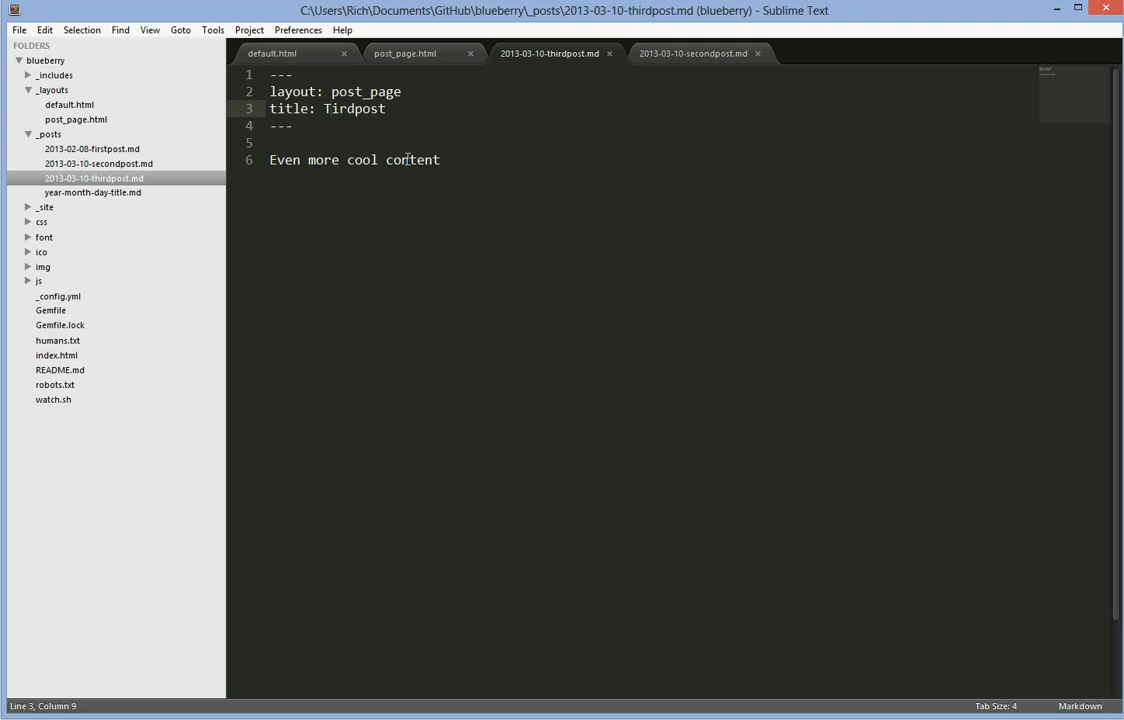 C:\Users\Rich\Documents\GitHub\blueberry\_posts\2013-03-10-thirdpost.md (blueberry) - Sublime Text
File Edit Selection Find View Goto Tools Project Preferences Help
FOLDERS
blueberry
_includes
_layouts
default.html
post_page.html
_posts
2013-02-08-firstpost.md
2013-03-10-secondpost.md
2013-03-10-thirdpost.md
year-month-day-title.md
_site
css
font
ico
img
js
_config.yml
Gemfile
Gemfile.lock
humans.txt
index.html
README.md
robots.txt
watch.sh
default.html post_page.html 2013-03-10-thirdpost.md 2013-03-10-secondpost.md
1 ---
2 layout: post_page
3 title: Tirdpost
4 ---
5
6 Even more cool content
Line 3, Column 9 Tab Size: 4 Markdown